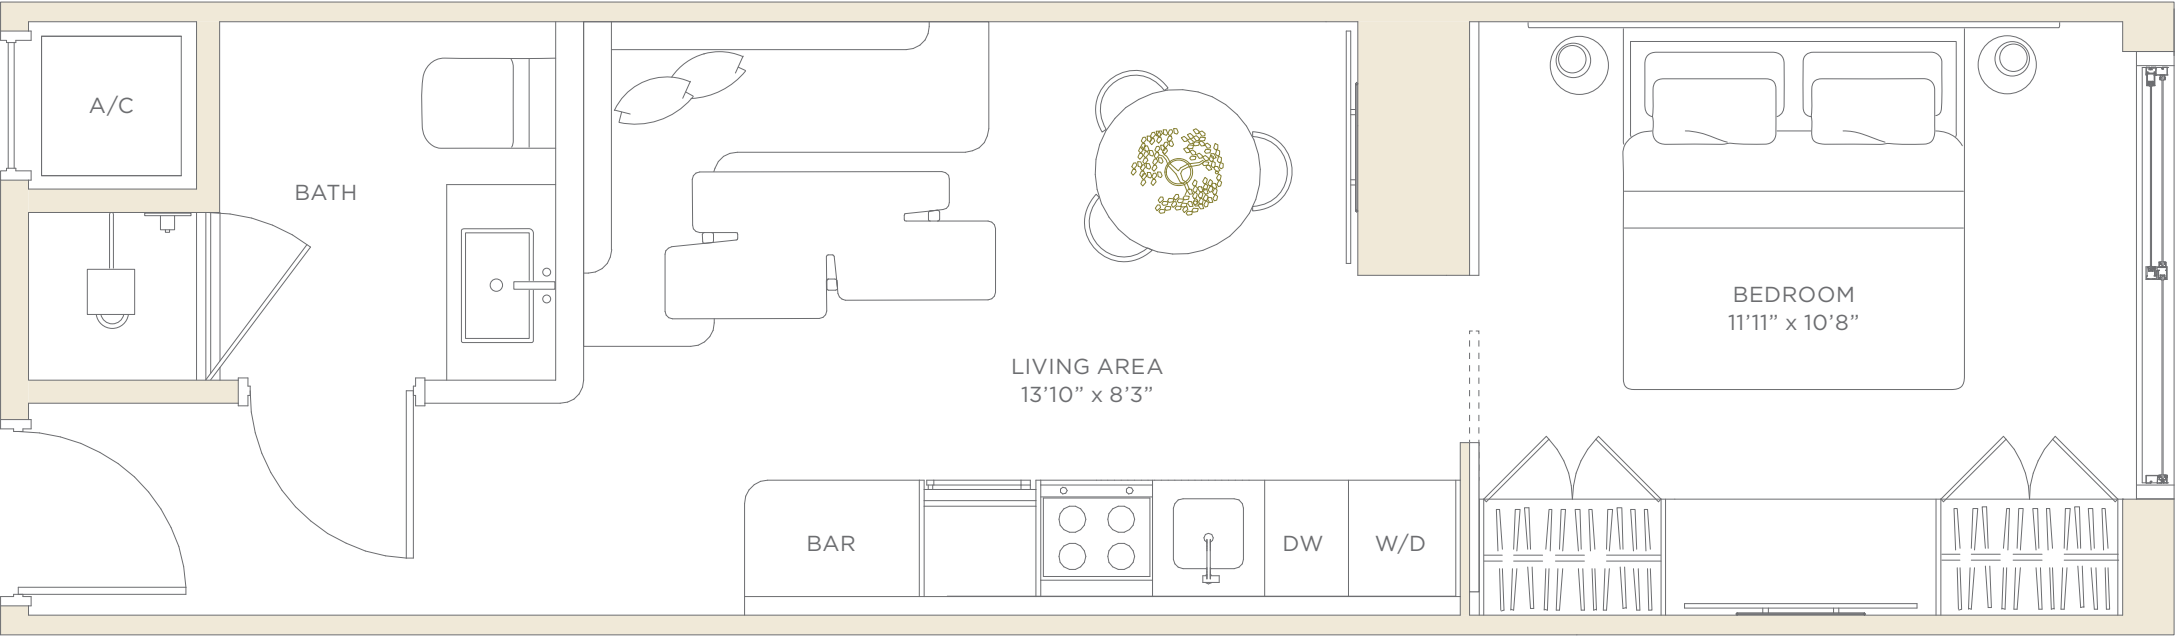 A/C
BATH
BEDROOM
11’11” x 10’8”
LIVING AREA
13’10” x 8’3”
BAR
DW
W/D